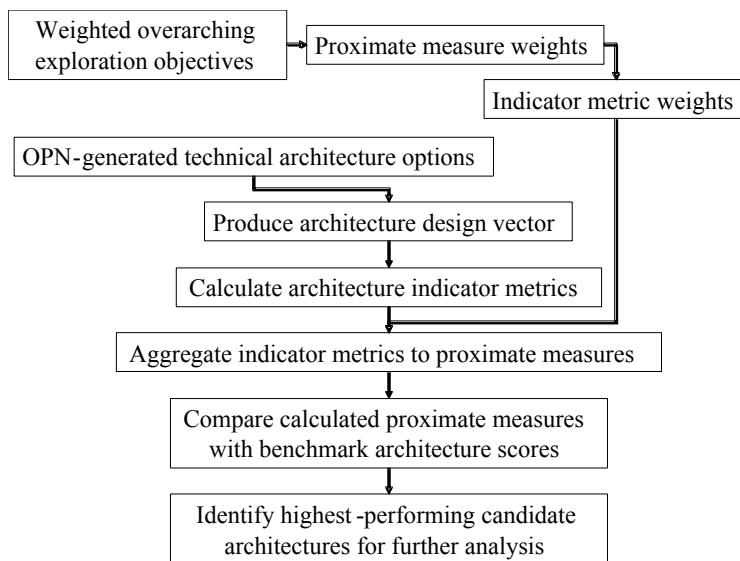 Weighted overarching
exploration objectives
Proximate measure weights
Indicator metric weights
OPN-generated technical architecture options
Produce architecture design vector
Calculate architecture indicator metrics
Aggregate indicator metrics to proximate measures
Compare calculated proximate measures
with benchmark architecture scores
Identify highest-performing candidate
architectures for further analysis